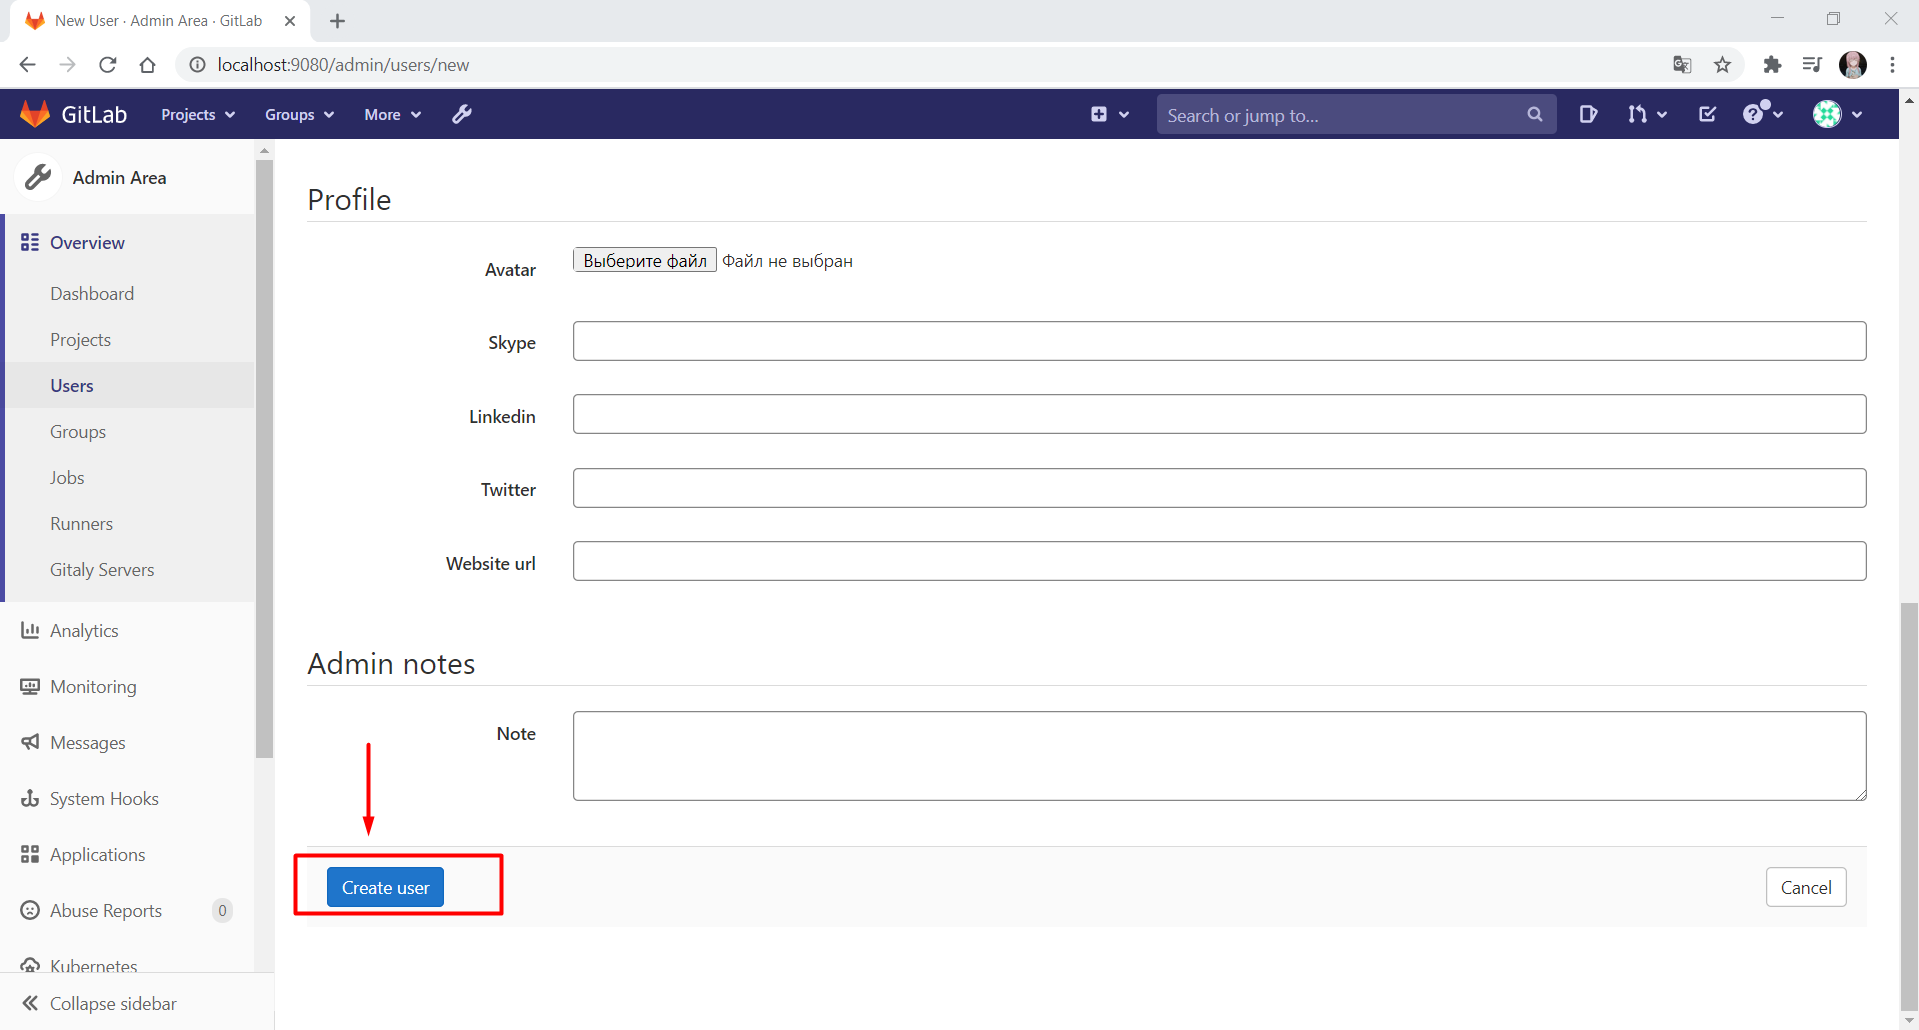 New User · Admin Area · GitLab
localhost:9080/admin/users/new
GitLab Projects Groups More Search or jump to...
Admin Area
Overview
Dashboard
Projects
Users
Groups
Jobs
Runners
Gitaly Servers
Analytics
Monitoring
Messages
System Hooks
Applications
Abuse Reports 0
Kubernetes
Collapse sidebar
Profile
Avatar Выберите файл Файл не выбран
Skype
Linkedin
Twitter
Website url
Admin notes
Note
Create user Cancel